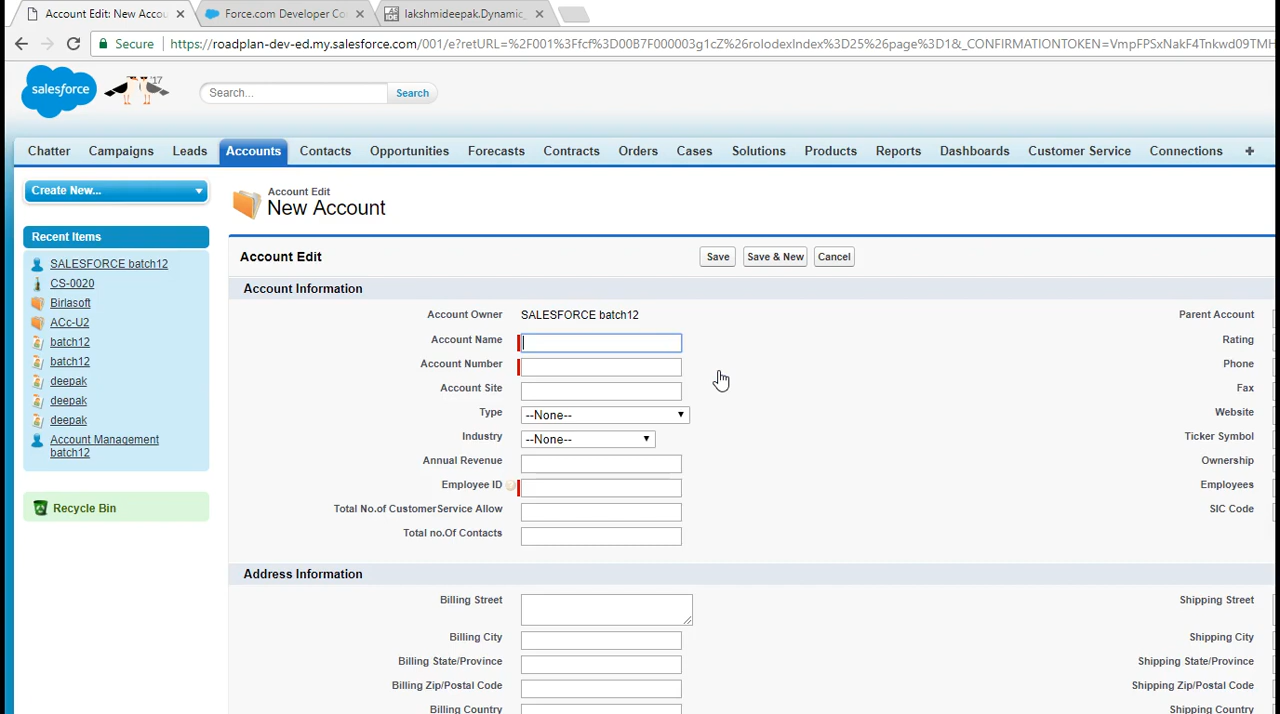 Account Edit: New Accou
Force.com Developer Co
lakshmideepak.Dynamic_
Secure
https://roadplan-dev-ed.my.salesforce.com/001/e?retURL=%2F001%3Ffcf%3D00B7F000003g1cZ%26rolodexIndex%3D25%26page%3D1&_CONFIRMATIONTOKEN=VmpFPSxNakF4Tnkwd09TMH
salesforce
'17
Search...
Search
Chatter
Campaigns
Leads
Accounts
Contacts
Opportunities
Forecasts
Contracts
Orders
Cases
Solutions
Products
Reports
Dashboards
Customer Service
Connections
+
Create New...
Recent Items
SALESFORCE batch12
CS-0020
Birlasoft
ACc-U2
batch12
batch12
deepak
deepak
deepak
Account Management
batch12
Recycle Bin
Account Edit
New Account
Account Edit
Save
Save & New
Cancel
Account Information
Account Owner
SALESFORCE batch12
Parent Account
Account Name
Rating
Account Number
Phone
Account Site
Fax
Type
--None--
Website
Industry
--None--
Ticker Symbol
Annual Revenue
Ownership
Employee ID
Employees
Total No.of CustomerService Allow
SIC Code
Total no.Of Contacts
Address Information
Billing Street
Shipping Street
Billing City
Shipping City
Billing State/Province
Shipping State/Province
Billing Zip/Postal Code
Shipping Zip/Postal Code
Billing Country
Shipping Country